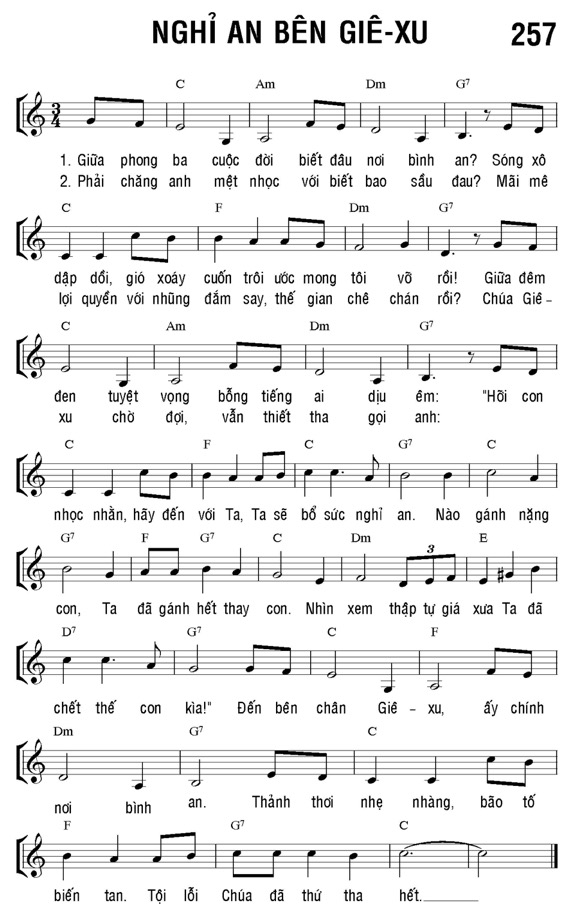 NGHỈ AN BÊN GIÊ-XU 257
C Am Dm G7
3
4
1. Giữa phong ba cuộc đời biết đâu nơi bình an? Sóng xô
2. Phải chăng anh mệt nhọc với biết bao sầu đau? Mãi mê
C F Dm G7
dập dồi, gió xoáy cuốn trôi ước mong tôi vỡ rồi! Giữa đêm
lợi quyền với những đắm say, thế gian chê chán rồi? Chúa Giê-
C Am Dm G7
đen tuyệt vọng bỗng tiếng ai dịu êm: "Hỡi con
xu chờ đợi, vẫn thiết tha gọi anh:
C F C G7 C
nhọc nhằn, hãy đến với Ta, Ta sẽ bổ sức nghỉ an. Nào gánh nặng
G7 F G7 C Dm 3 E
con, Ta đã gánh hết thay con. Nhìn xem thập tự giá xưa Ta đã
D7 G7 C F
chết thế con kìa!" Đến bên chân Giê-xu, ấy chính
Dm G7 C
nơi bình an. Thảnh thơi nhẹ nhàng, bão tố
F G7 C
biến tan. Tội lỗi Chúa đã thứ tha hết.